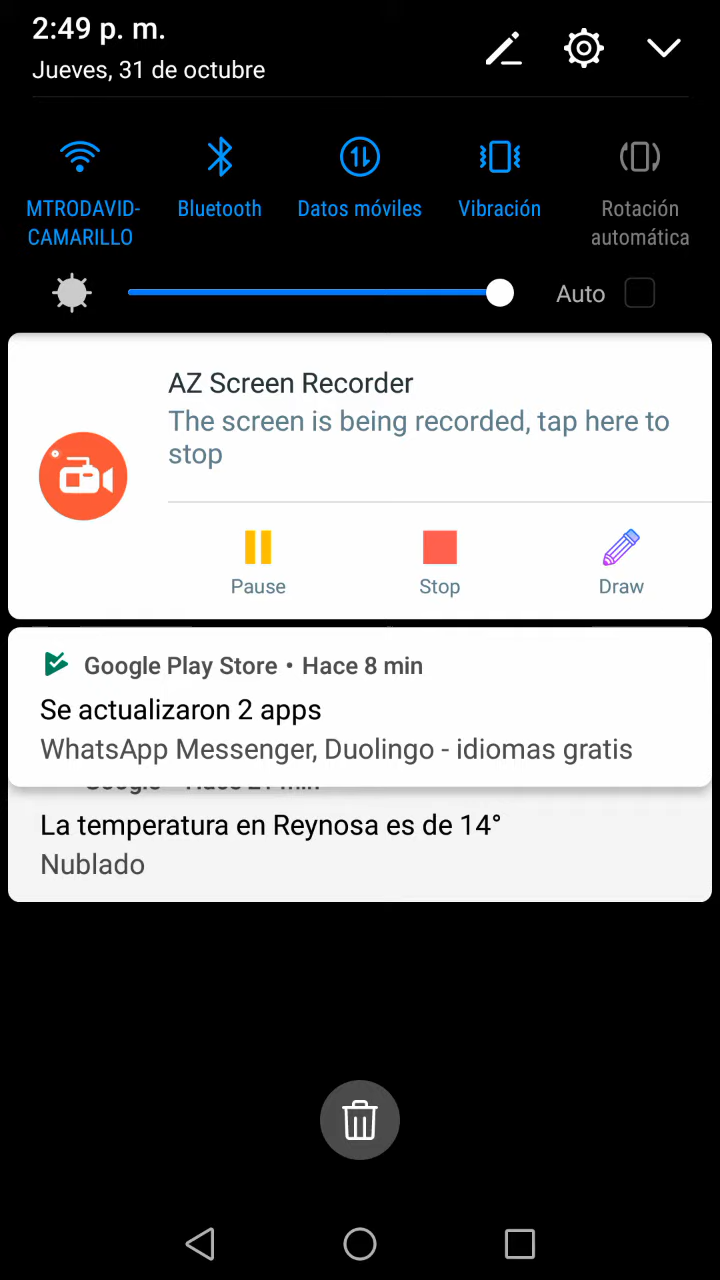 2:49 p. m.
Jueves, 31 de octubre
MTRODAVID-
CAMARILLO
Bluetooth
Datos móviles
Vibración
Rotación
automática
Auto
AZ Screen Recorder
The screen is being recorded, tap here to
stop
Pause
Stop
Draw
Google Play Store • Hace 8 min
Se actualizaron 2 apps
WhatsApp Messenger, Duolingo - idiomas gratis
La temperatura en Reynosa es de 14°
Nublado